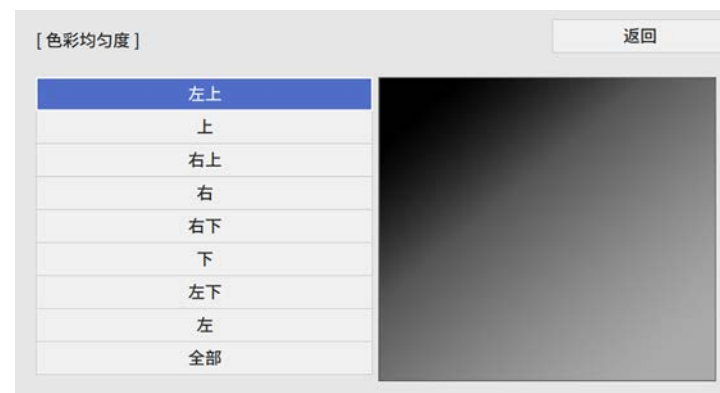 [ 色彩均匀度 ]
返回
左上
上
右上
右
右下
下
左下
左
全部